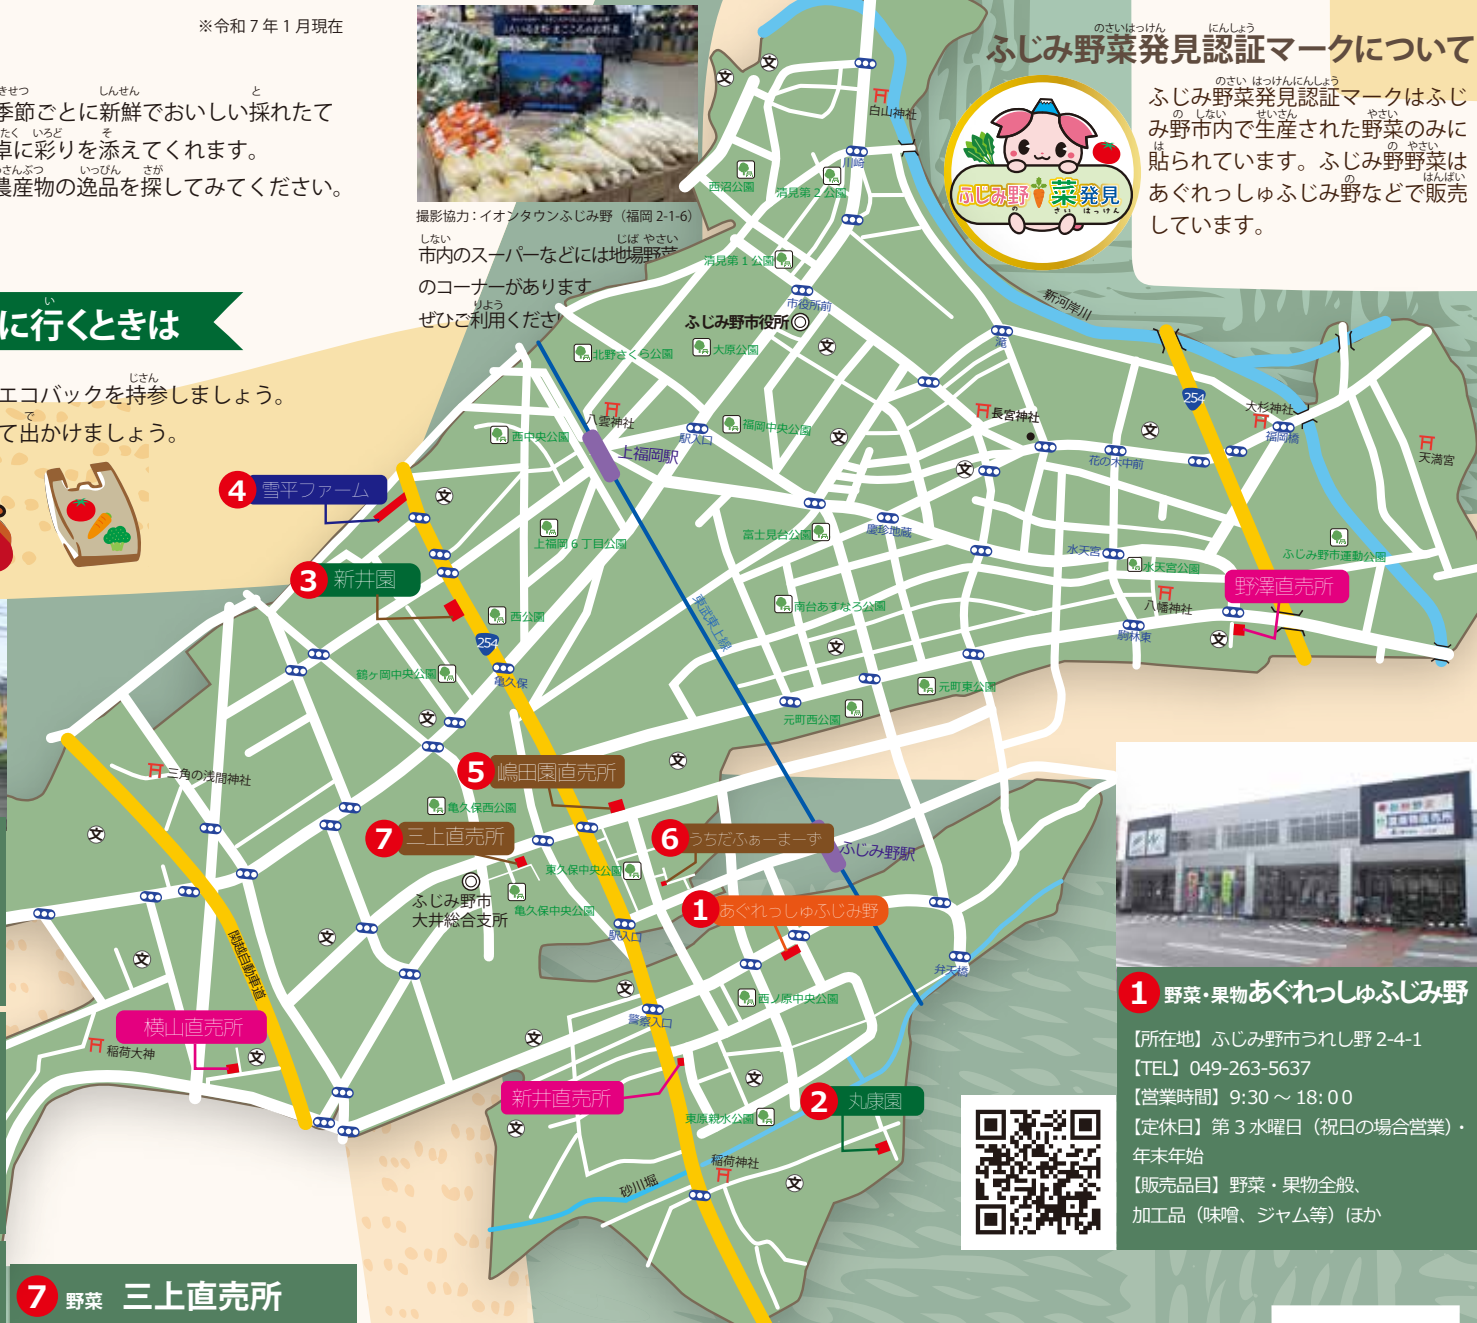 ※令和７年１月現在
季節ごとに新鮮でおいしい採れたて
卓に彩りを添えてくれます。
農産物の逸品を探してみてください。
に行くときは
エコバックを持参しましょう。
て出かけましょう。
撮影協力：イオンタウンふじみ野（福岡 2-1-6）
市内のスーパーなどには地場野菜
のコーナーがあります
ぜひご利用くださ
ふじみ野菜発見認証マークについて
ふじみ野菜発見認証マークはふじ
み野市内で生産された野菜のみに
貼られています。ふじみ野野菜は
あぐれっしゅふじみ野などで販売
しています。
ふじみ野菜発見
の さい はっけん
白山神社
川崎
西沼公園
清見第２公園
清見第１公園
市役所前
ふじみ野市役所
新河岸川
滝
北野さくら公園
大原公園
八雲神社
西中央公園
上福岡駅
駅入口
福岡中央公園
長宮神社
254
大杉神社
福岡橋
天満宮
花の木中前
4 雪平ファーム
上福岡６丁目公園
富士見台公園
慶珍地蔵
水天宮
水天宮公園
ふじみ野市運動公園
3 新井園
西公園
254
東武東上線
南台あすなろ公園
八幡神社
野澤直売所
駒林東
鶴ヶ岡中央公園
亀久保
元町東公園
元町西公園
三角の浅間神社
5 嶋田園直売所
亀久保西公園
7 三上直売所
6 うちだふぁーまーず
ふじみ野駅
東久保中央公園
ふじみ野市
大井総合支所
亀久保中央公園
1 あぐれっしゅふじみ野
駅入口
関越自動車道
弁天橋
西ノ原中央公園
警察入口
横山直売所
稲荷大神
新井直売所
2 丸康園
東原親水公園
稲荷神社
砂川堀
1 野菜・果物あぐれっしゅふじみ野
【所在地】ふじみ野市うれし野 2-4-1
【TEL】049-263-5637
【営業時間】9:30 ～ 18:00
【定休日】第３水曜日（祝日の場合営業）・
年末年始
【販売品目】野菜・果物全般、
加工品（味噌、ジャム等）ほか
7 野菜 三上直売所